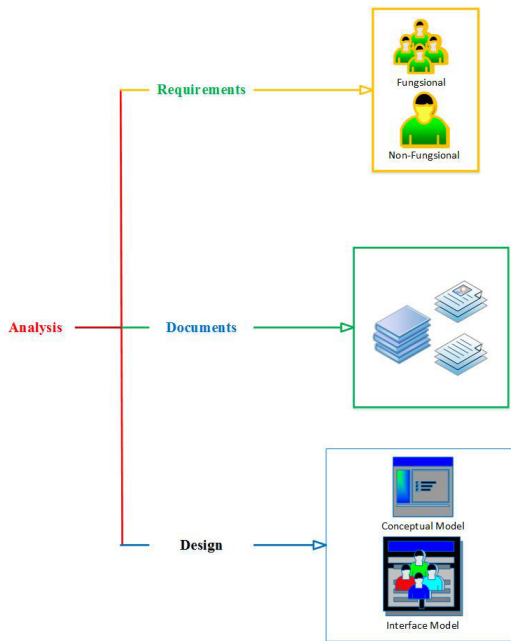 Requirements
Fungsional
Non-Fungsional
Analysis
Documents
Design
Conceptual Model
Interface Model